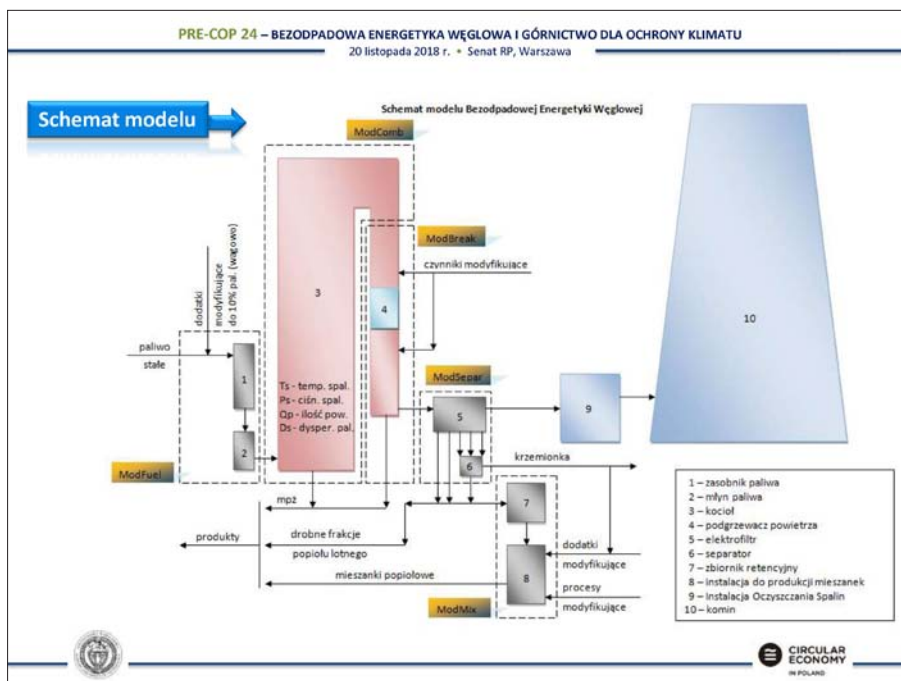 PRE-COP 24 – BEZODPADOWA ENERGETYKA WĘGLOWA I GÓRNICTWO DLA OCHRONY KLIMATU
20 listopada 2018 r. • Senat RP, Warszawa
Schemat modelu
Schemat modelu Bezodpadowej Energetyki Węglowej
ModComb
ModBreak
czynniki modyfikujące
dodatki
modyfikujące
do 10% pal. (wagowo)
paliwo
stałe
1
2
3
4
Ts - temp. spal.
Ps - ciśn. spal.
Qp - ilość pow.
Ds - dysper. pal.
ModFuel
ModSepar
5
6
9
10
krzemionka
mpż
7
produkty
drobne frakcje
popiołu lotnego
dodatki
modyfikujące
mieszanki popiołowe
8
procesy
modyfikujące
ModMix
1 – zasobnik paliwa
2 – młyn paliwa
3 – kocioł
4 – podgrzewacz powietrza
5 – elektrofiltr
6 – separator
7 – zbiornik retencyjny
8 – instalacja do produkcji mieszanek
9 – Instalacja Oczyszczania Spalin
10 – komin
CIRCULAR
ECONOMY
IN POLAND